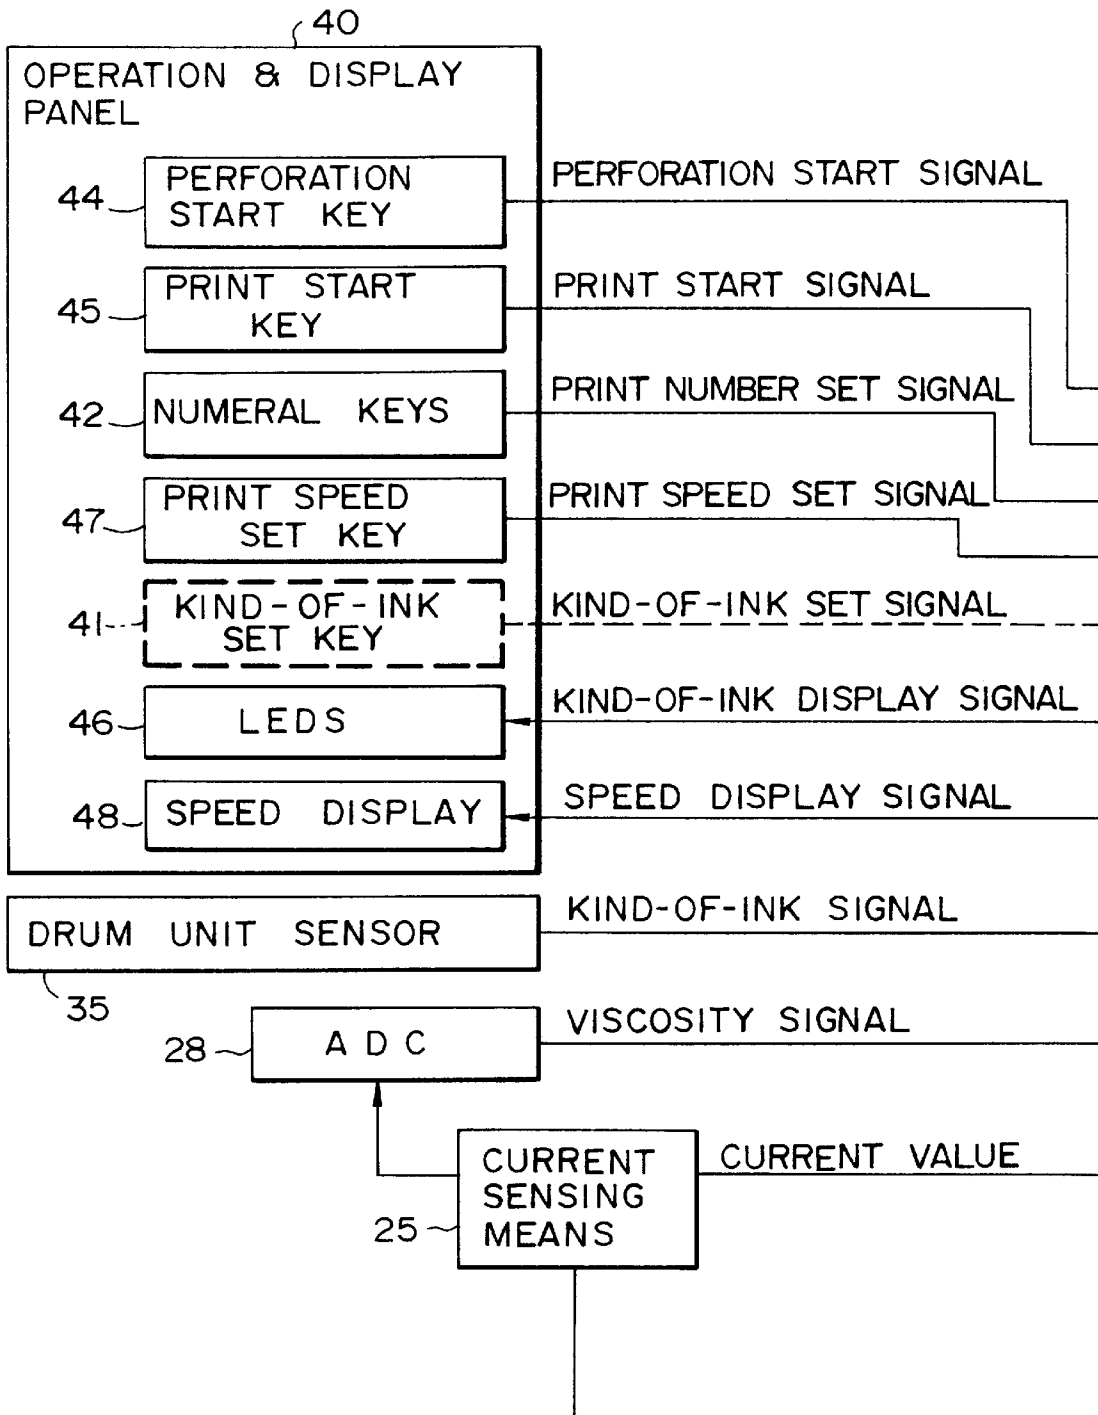 40
OPERATION & DISPLAY
PANEL
44
PERFORATION
START KEY
PERFORATION START SIGNAL
45
PRINT START
KEY
PRINT START SIGNAL
42
NUMERAL KEYS
PRINT NUMBER SET SIGNAL
47
PRINT SPEED
SET KEY
PRINT SPEED SET SIGNAL
41
KIND-OF-INK
SET KEY
KIND-OF-INK SET SIGNAL
46
LEDS
KIND-OF-INK DISPLAY SIGNAL
48
SPEED DISPLAY
SPEED DISPLAY SIGNAL
DRUM UNIT SENSOR
KIND-OF-INK SIGNAL
35
28
ADC
VISCOSITY SIGNAL
25
CURRENT
SENSING
MEANS
CURRENT VALUE